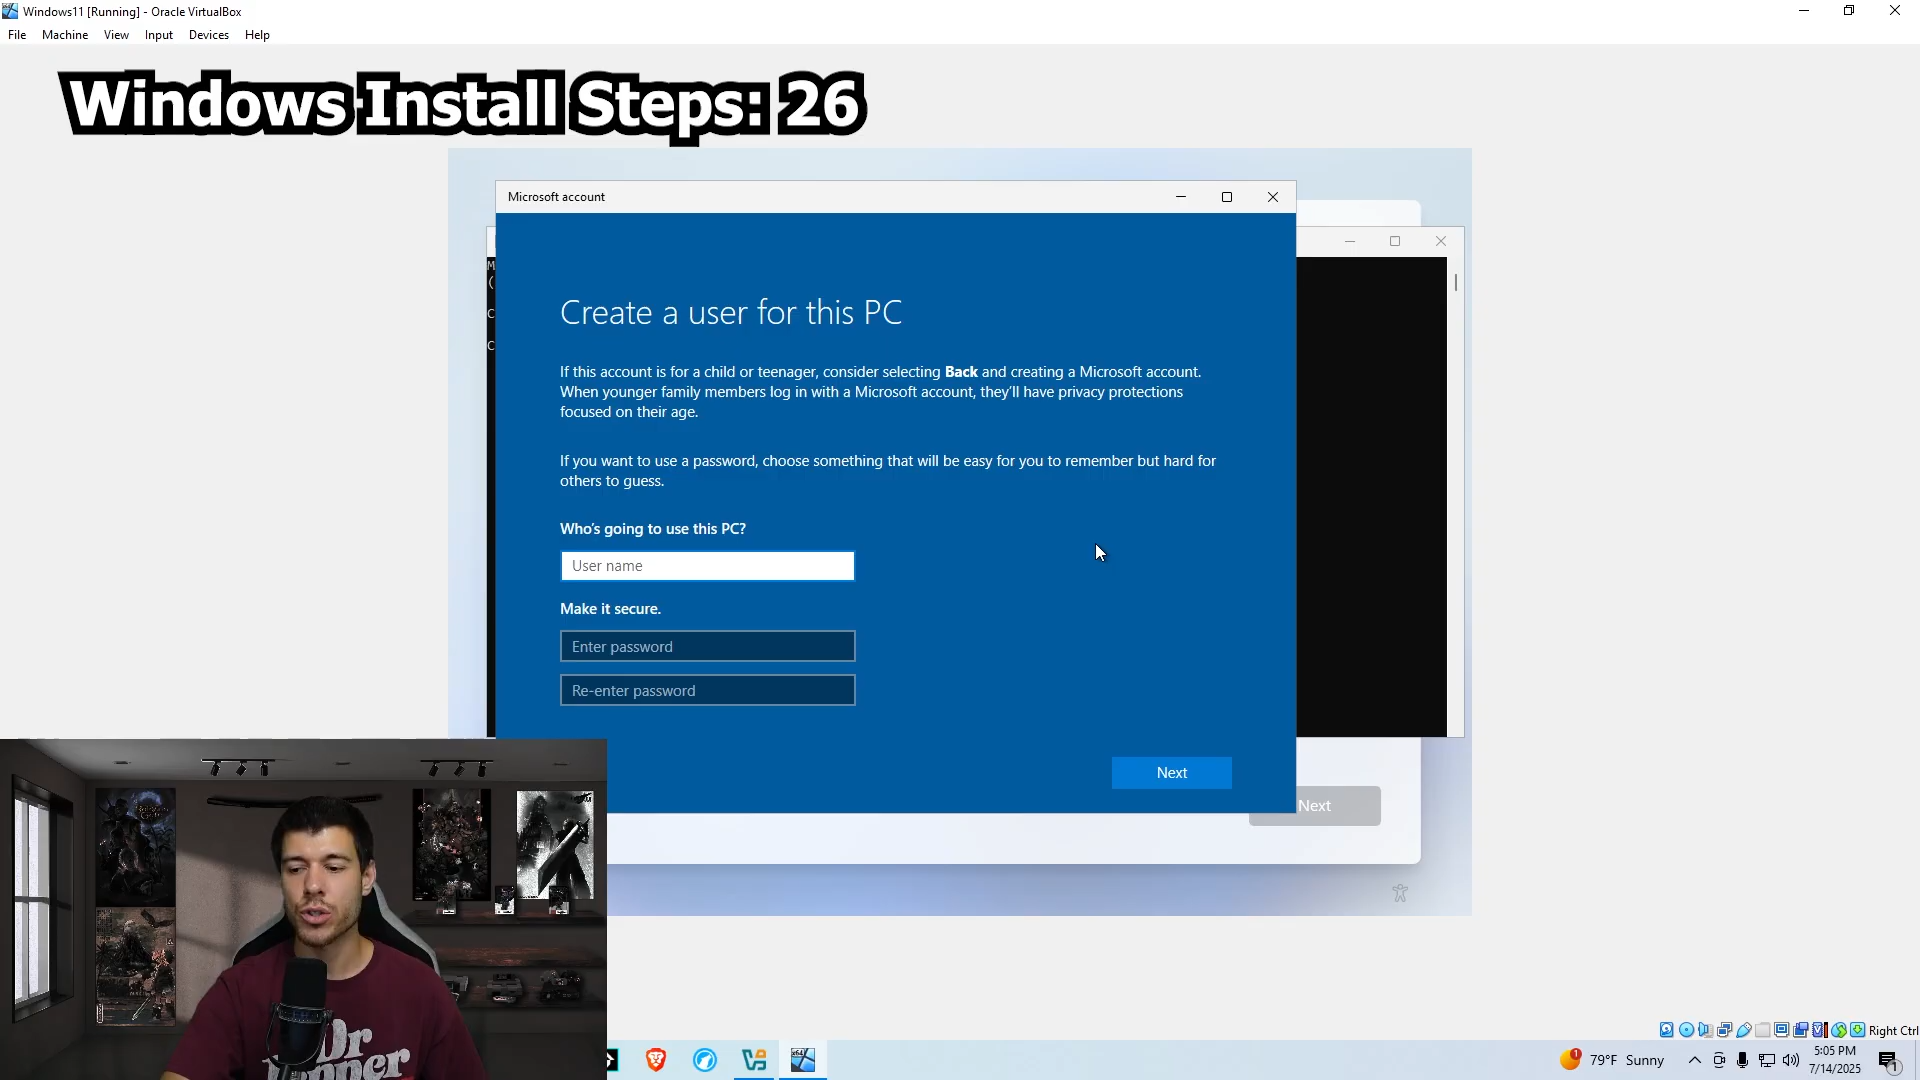 Windows11 [Running] - Oracle VirtualBox
File Machine View Input Devices Help
Windows Install Steps: 26
Microsoft account
Create a user for this PC
If this account is for a child or teenager, consider selecting Back and creating a Microsoft account.
When younger family members log in with a Microsoft account, they'll have privacy protections
focused on their age.
If you want to use a password, choose something that will be easy for you to remember but hard for
others to guess.
Who's going to use this PC?
User name
Make it secure.
Enter password
Re-enter password
Next
Next
Right Ctrl
79°F Sunny
5:05 PM
7/14/2025